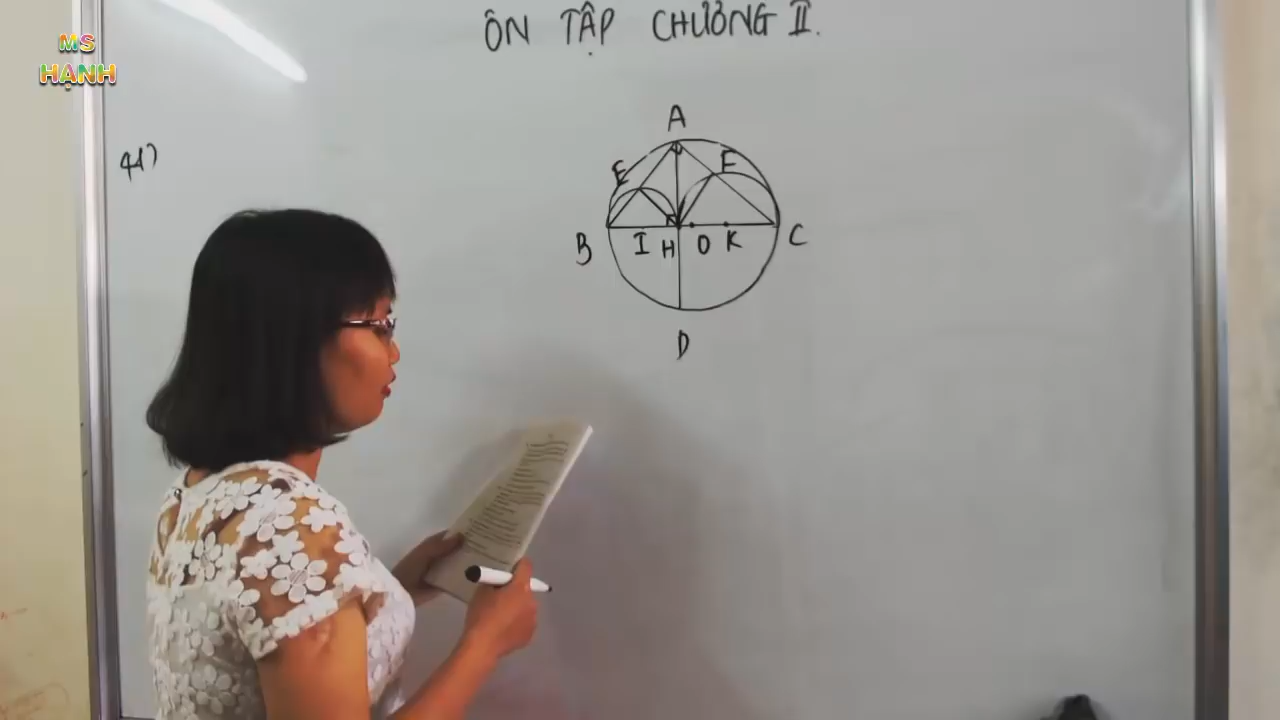 MS
HẠNH
ÔN TẬP CHƯƠNG II.
41)
A
E F
B I H O K C
D